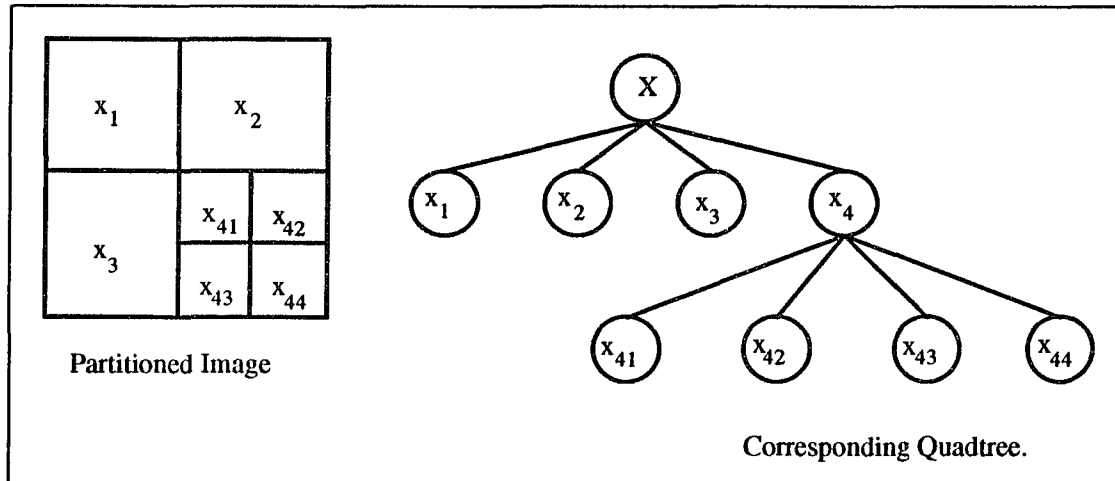 x1 x2
x3 x41 x42
x43 x44
Partitioned Image
X
x1 x2 x3 x4
x41 x42 x43 x44
Corresponding Quadtree.